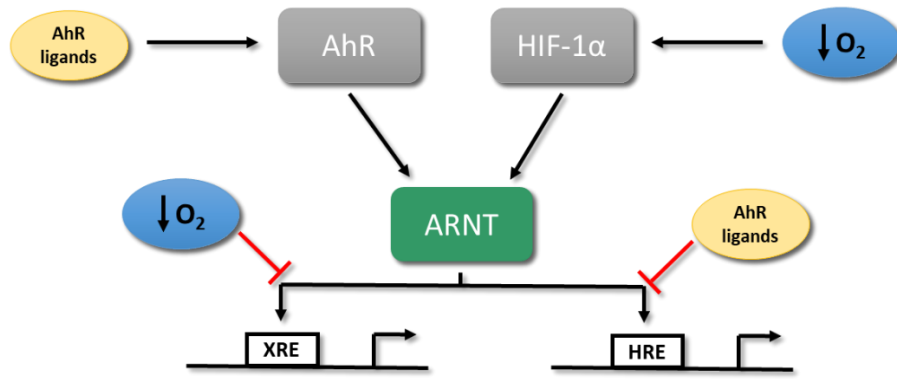 AhR
ligands
AhR
HIF-1α
↓O₂
ARNT
↓O₂
AhR
ligands
XRE
HRE